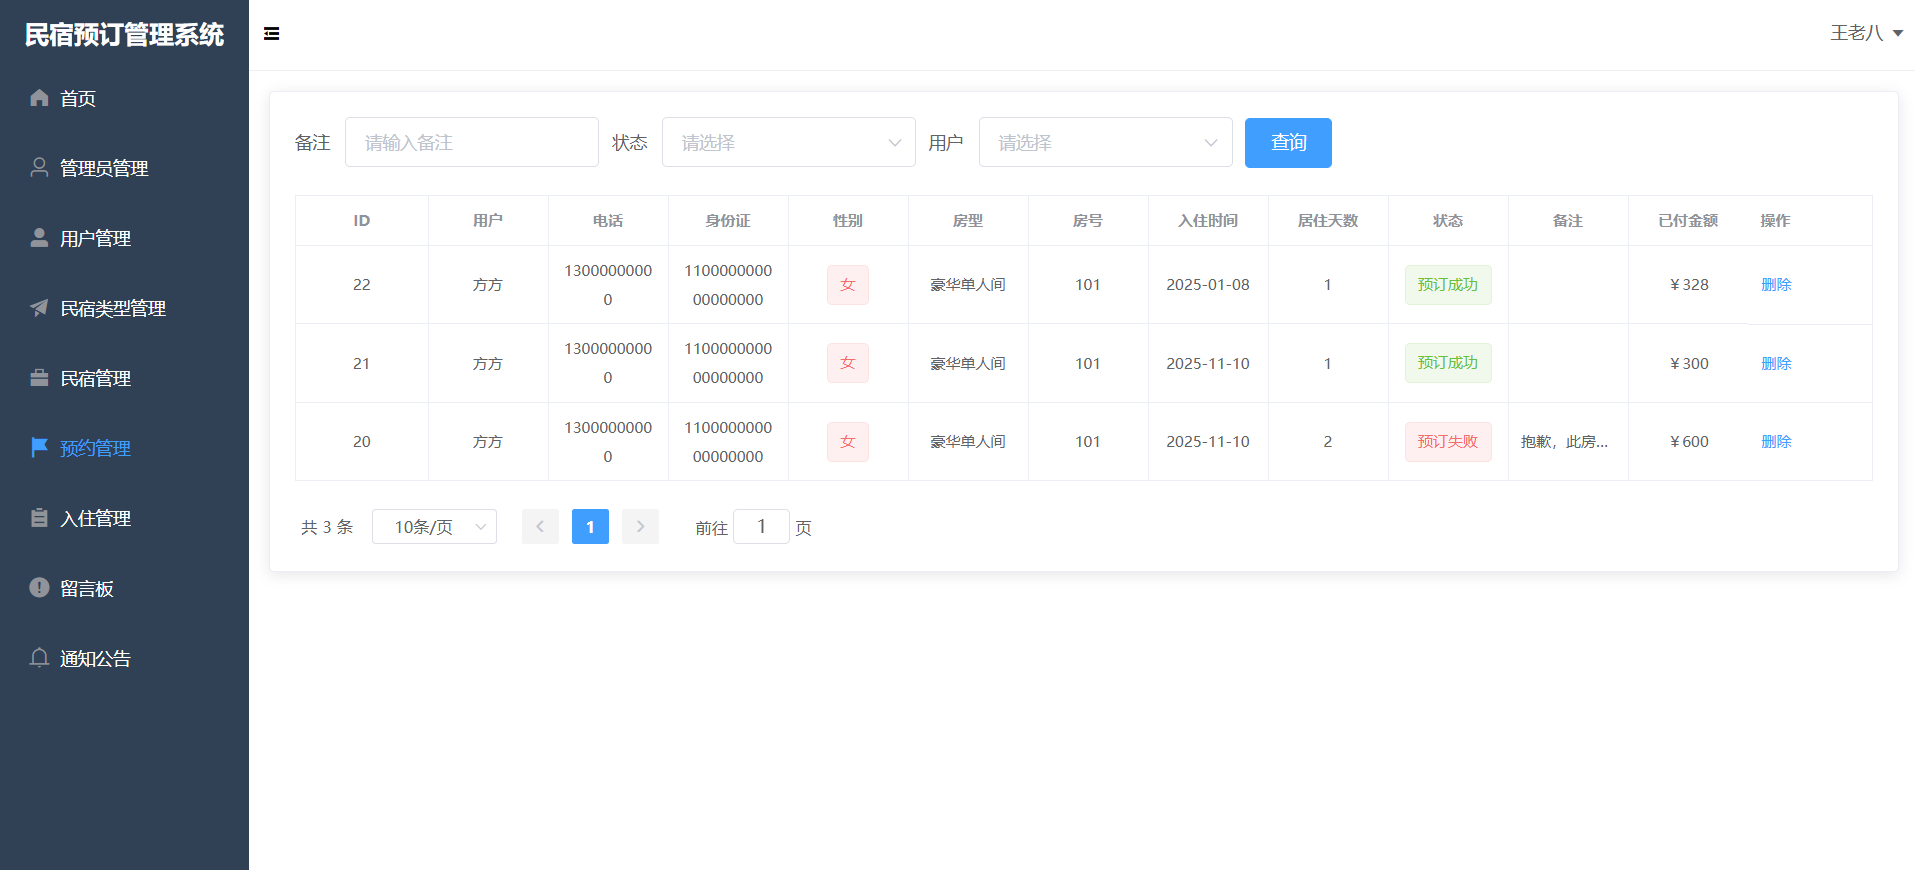 民宿预订管理系统
王老八
首页
管理员管理
用户管理
民宿类型管理
民宿管理
预约管理
入住管理
留言板
通知公告
备注 请输入备注 状态 请选择 用户 请选择 查询
ID 用户 电话 身份证 性别 房型 房号 入住时间 居住天数 状态 备注 已付金额 操作
22 方方 13000000000 110000000000000000 女 豪华单人间 101 2025-01-08 1 预订成功 ¥328 删除
21 方方 13000000000 110000000000000000 女 豪华单人间 101 2025-11-10 1 预订成功 ¥300 删除
20 方方 13000000000 110000000000000000 女 豪华单人间 101 2025-11-10 2 预订失败 抱歉，此房... ¥600 删除
共 3 条 10条/页 1 前往 1 页